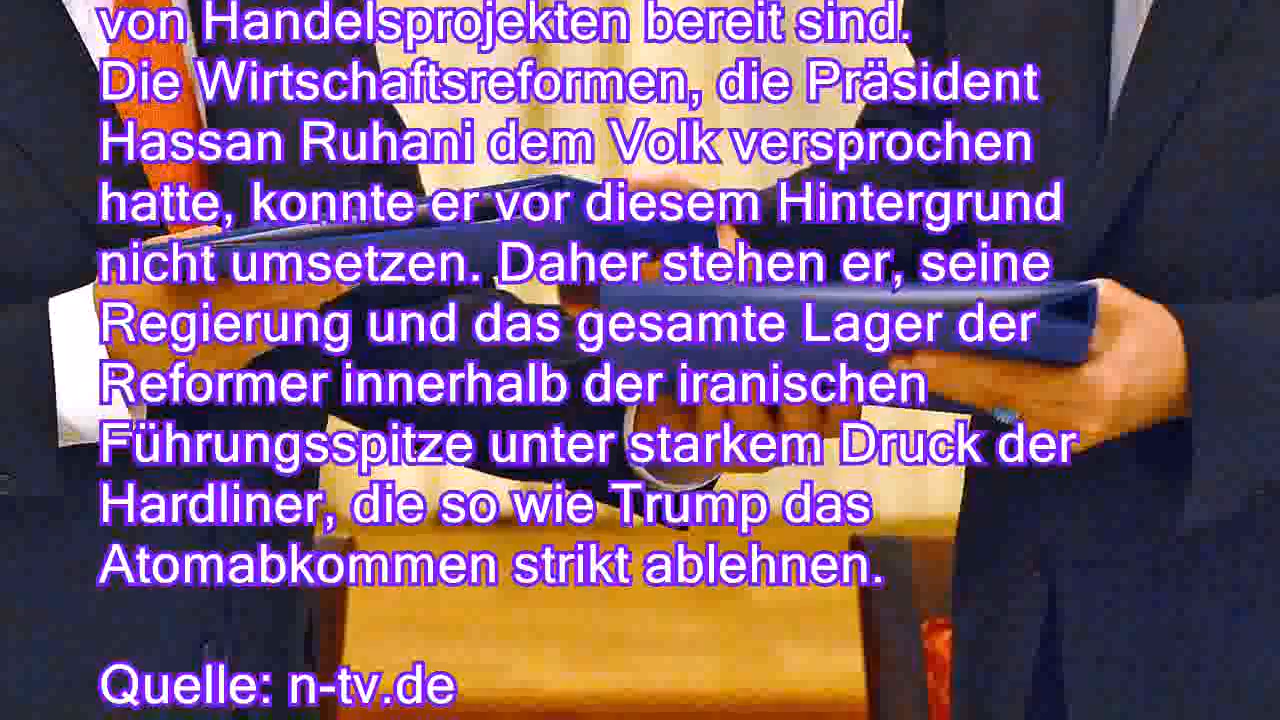 von Handelsprojekten bereit sind.
Die Wirtschaftsreformen, die Präsident
Hassan Ruhani dem Volk versprochen
hatte, konnte er vor diesem Hintergrund
nicht umsetzen. Daher stehen er, seine
Regierung und das gesamte Lager der
Reformer innerhalb der iranischen
Führungsspitze unter starkem Druck der
Hardliner, die so wie Trump das
Atomabkommen strikt ablehnen.
Quelle: n-tv.de